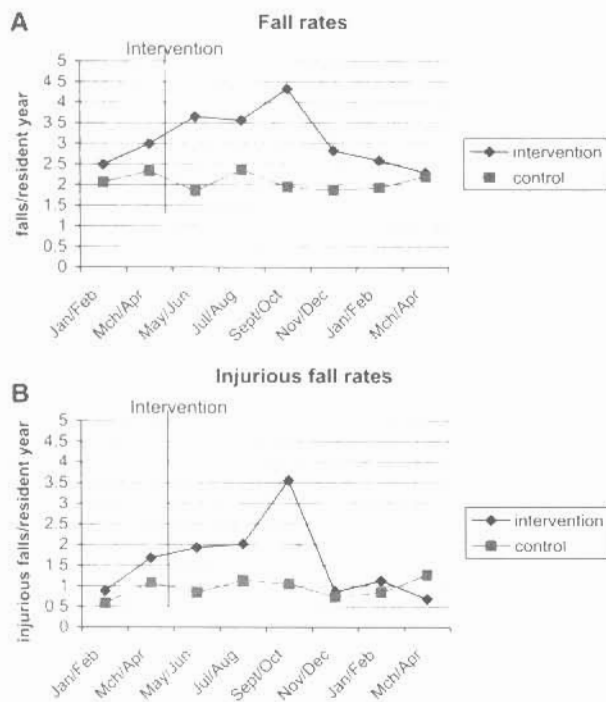 A
Fall rates
Intervention
falls/resident year
5
4 5
4
3.5
3
2.5
2
1.5
1
0.5
0
Jan/Feb
Mch/Apr
May/Jun
Jul/Aug
Sept/Oct
Nov/Dec
Jan/Feb
Mch/Apr
intervention
control
B
Injurious fall rates
Intervention
injurious falls/resident year
5
4.5
4
3.5
3
2.5
2
1.5
1
0 5
0
Jan/Feb
Mch/Apr
May/Jun
Jul/Aug
Sept/Oct
Nov/Dec
Jan/Feb
Mch/Apr
intervention
control